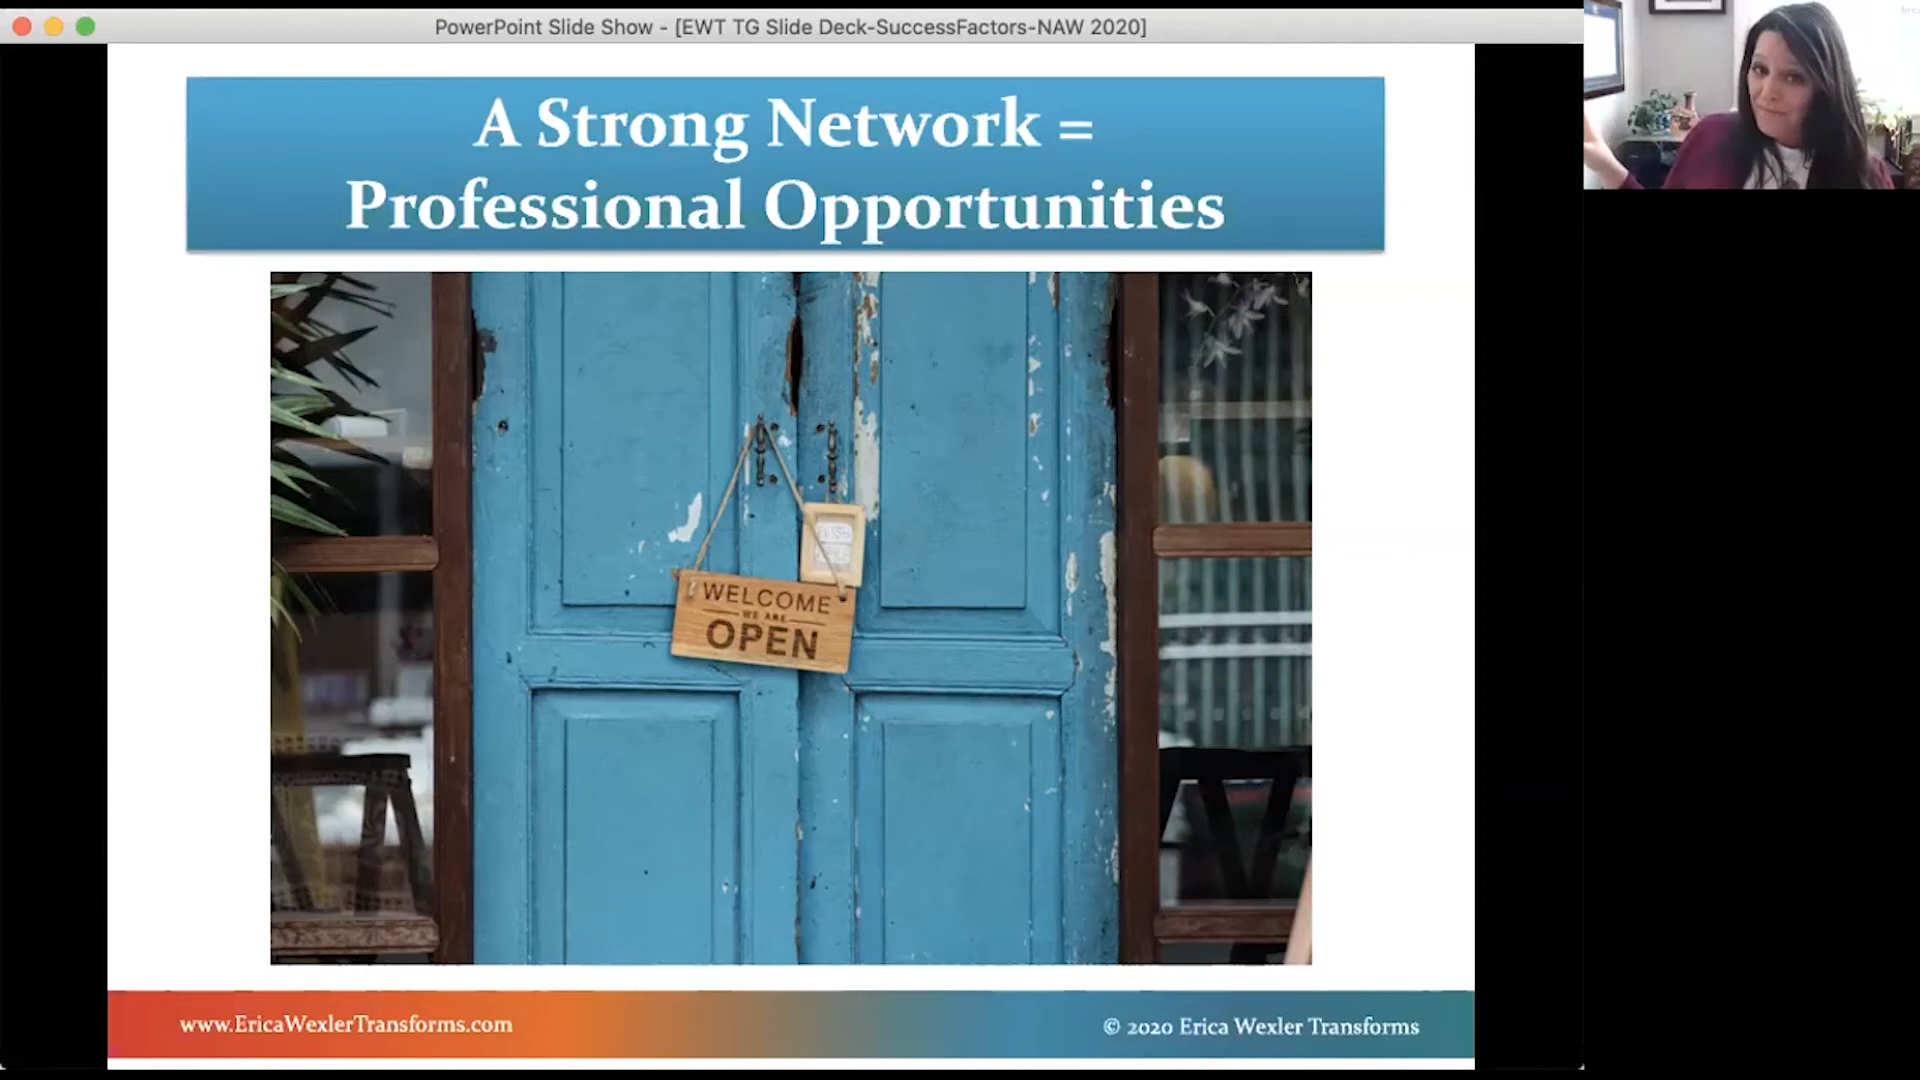 PowerPoint Slide Show - [EWT TG Slide Deck-SuccessFactors-NAW 2020]
A Strong Network =
Professional Opportunities
WELCOME
WE ARE
OPEN
www.EricaWexlerTransforms.com
© 2020 Erica Wexler Transforms